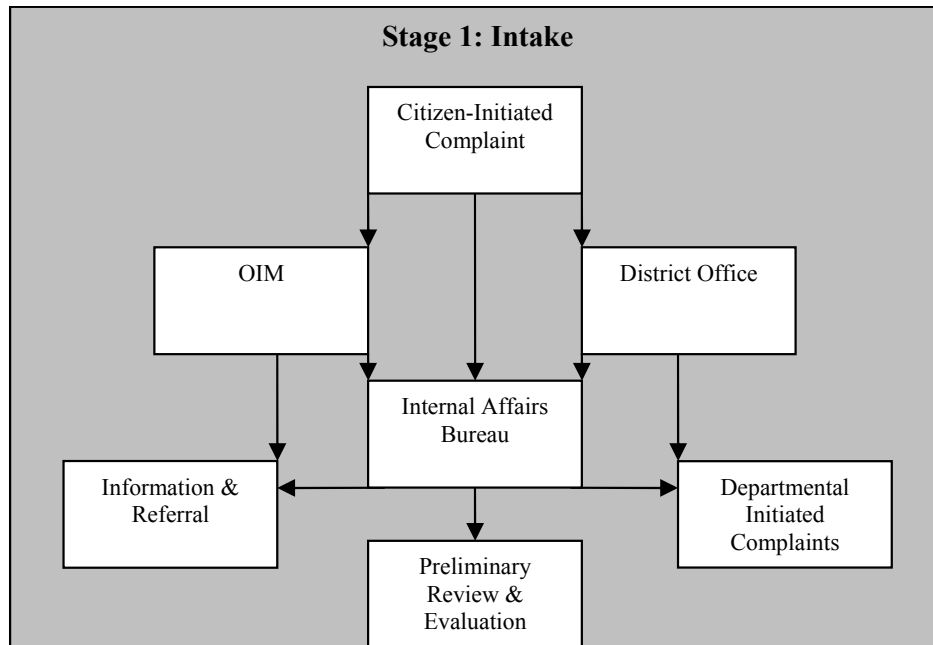 Stage 1: Intake
Citizen-Initiated
Complaint
OIM
District Office
Internal Affairs
Bureau
Information &
Referral
Departmental
Initiated
Complaints
Preliminary
Review &
Evaluation